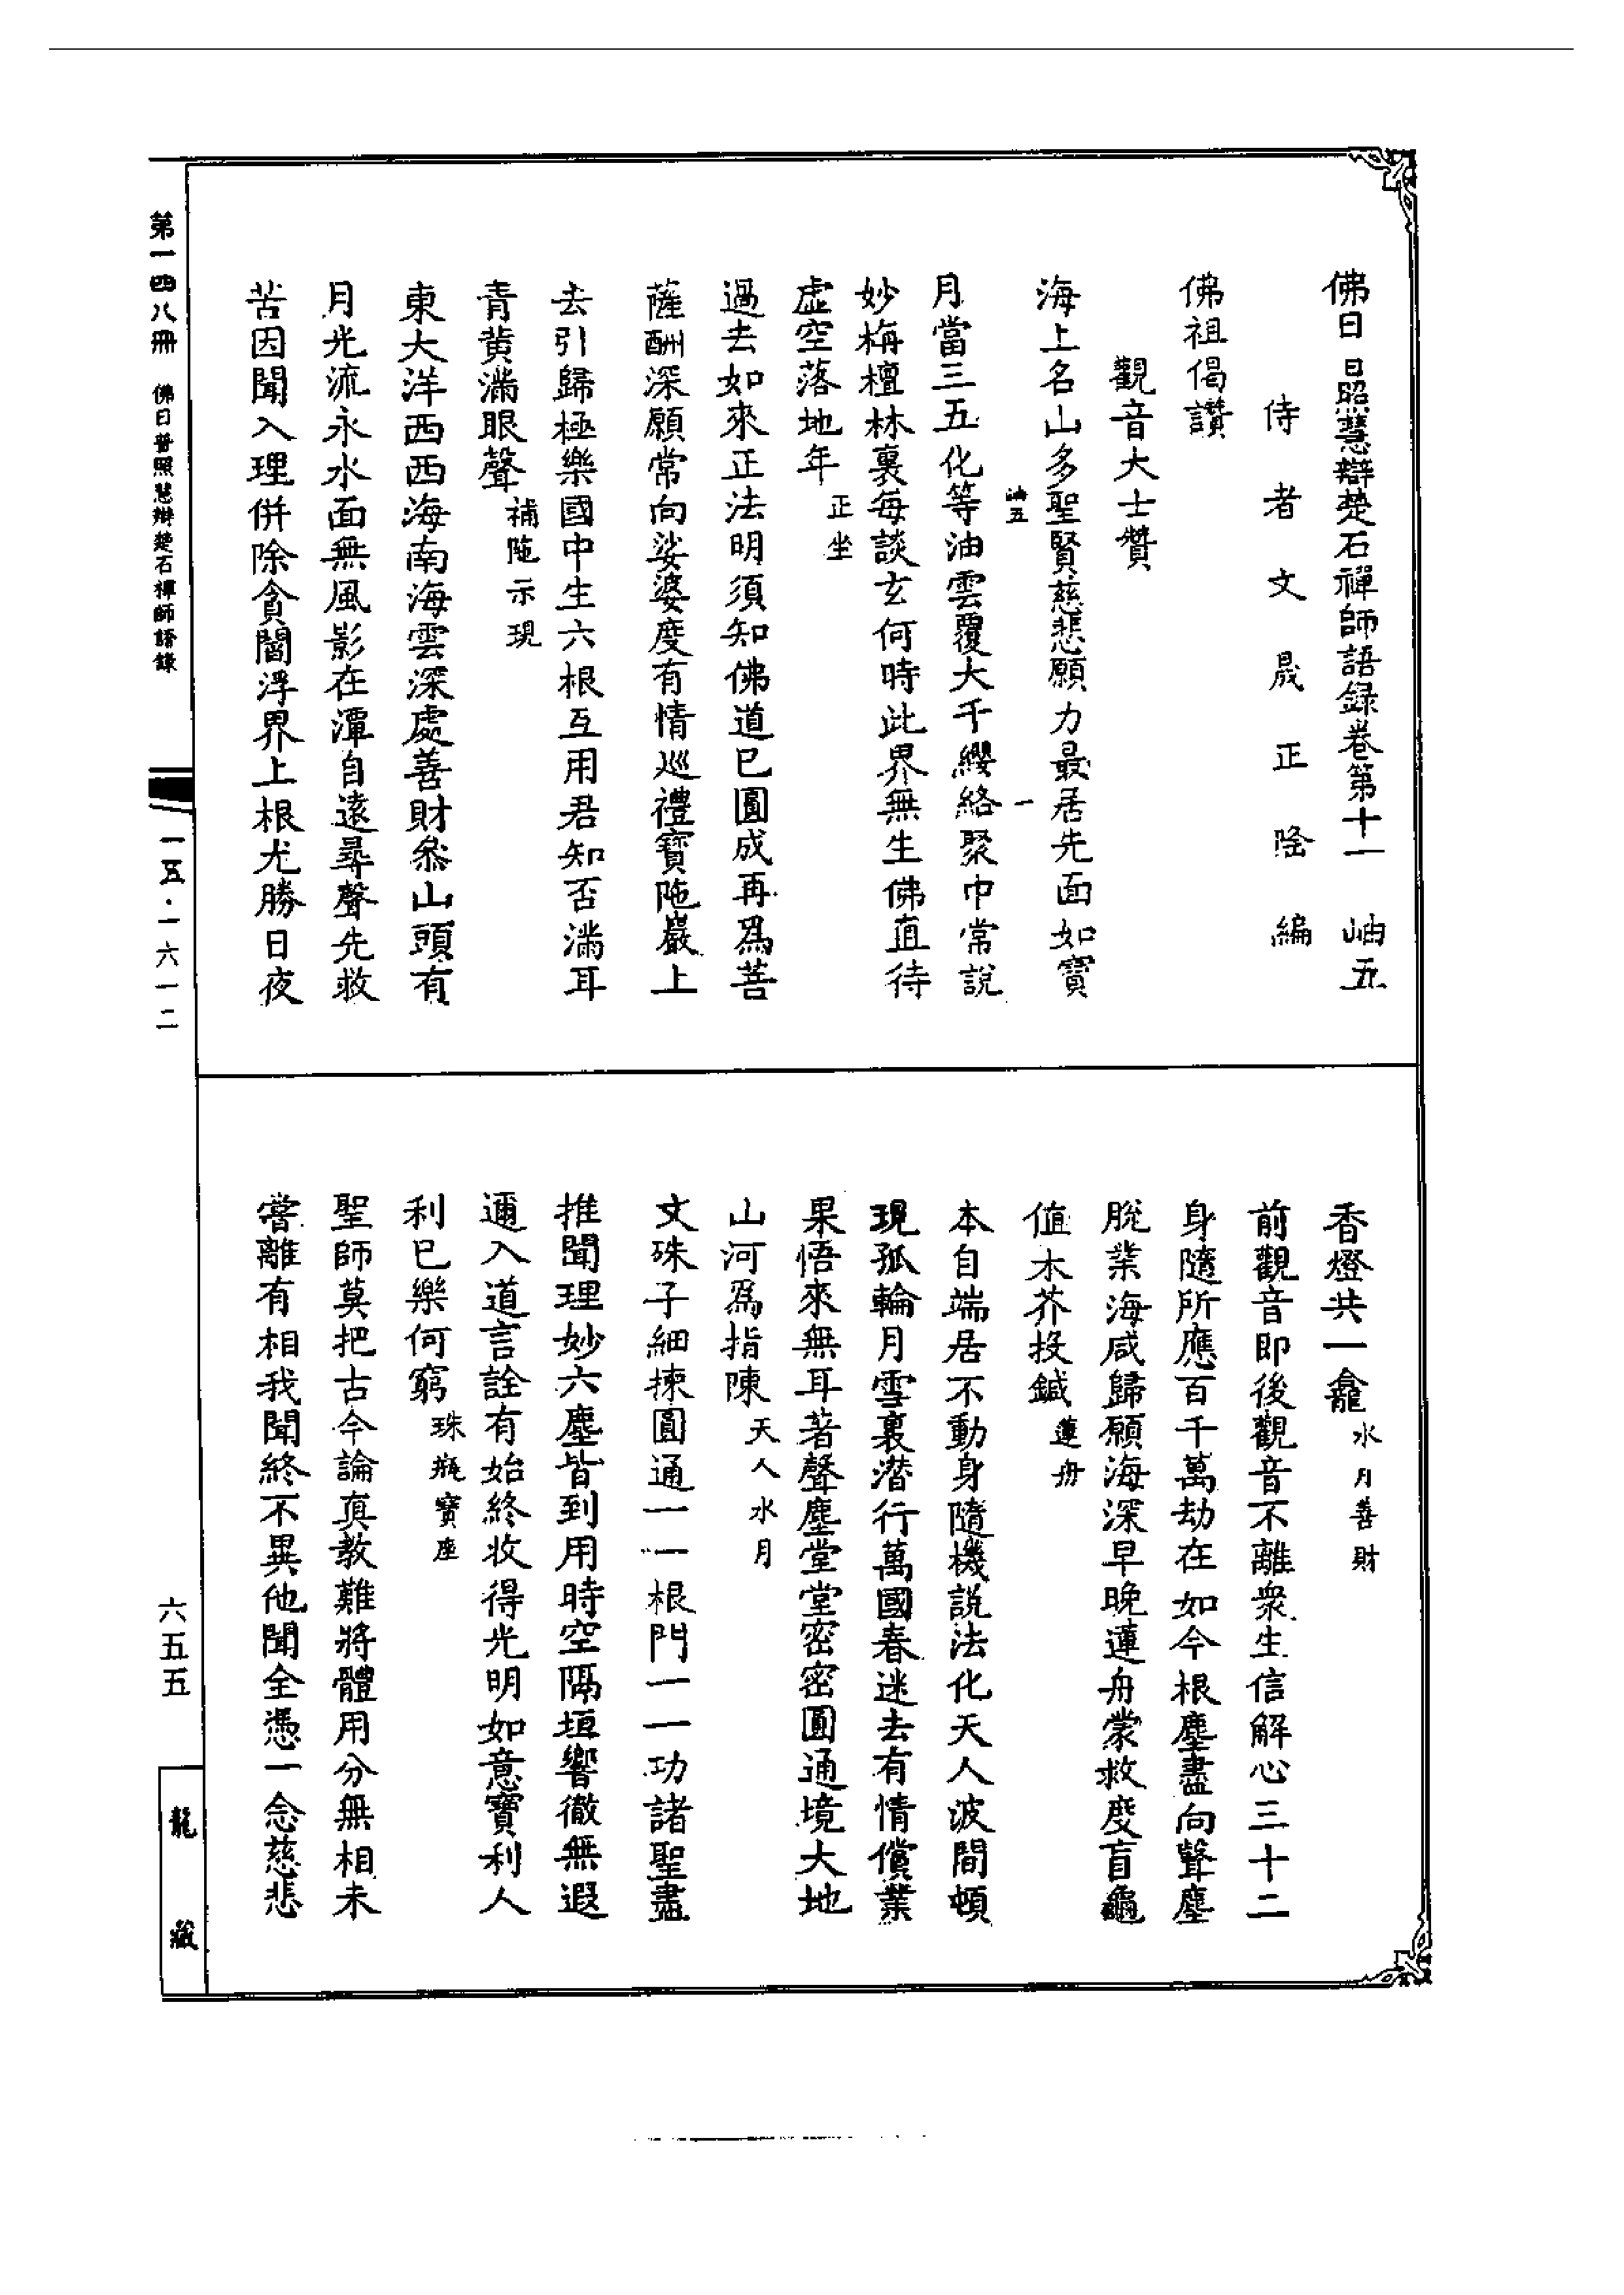 佛日普照慧辯楚石禪師語録卷第十一　岫五
侍者文晟正隆編
佛祖偈讚
觀音大士贊
海上名山多聖賢慈悲願力最居先面如寳
岫五　一
月當三五化等油雲覆大千纓絡聚中常說
妙栴檀林裏每談玄何時此界無生佛直待
虛空落地年正坐
過去如來正法明須知佛道已圓成再爲菩
薩酬深願常向娑婆度有情巡禮寶陁巖上
去引歸極樂國中生六根互用君知否滿耳
青黄滿眼聲補陁示現
東大洋西西海南海雲深處善財叅山頭有
月光流永水面無風影在潭自遠尋聲先救
苦因聞入理併除貪閻浮界上根尤勝日夜
香燈共一龕水月善財
前觀音即後觀音不離衆生信解心三十二
身隨所應百千萬劫在如今根塵盡向聲塵
脫業海咸歸願海深早晚蓮舟蒙救度盲龜
值木芥投鍼蓮舟
本自端居不動身隨機說法化天人波間頓
現孤輪月雪裏潜行萬國春迷去有情償業
果悟來無耳著聲塵堂堂密密圓通境大地
山河爲指陳天人水月
文殊子細揀圓通一一根門一一功諸聖盡
推聞理妙六塵皆到用時空隔垣響徹無遐
邇入道言詮有始終收得光明如意寶利人
利已樂何窮珠瓶寶座
聖師莫把古今論真教難將體用分無相未
嘗離有相我聞終不異他聞全憑一念慈悲
第一四八冊　佛日普照慧辯楚石禪師語錄
一五·一六一二
六五五
龍藏